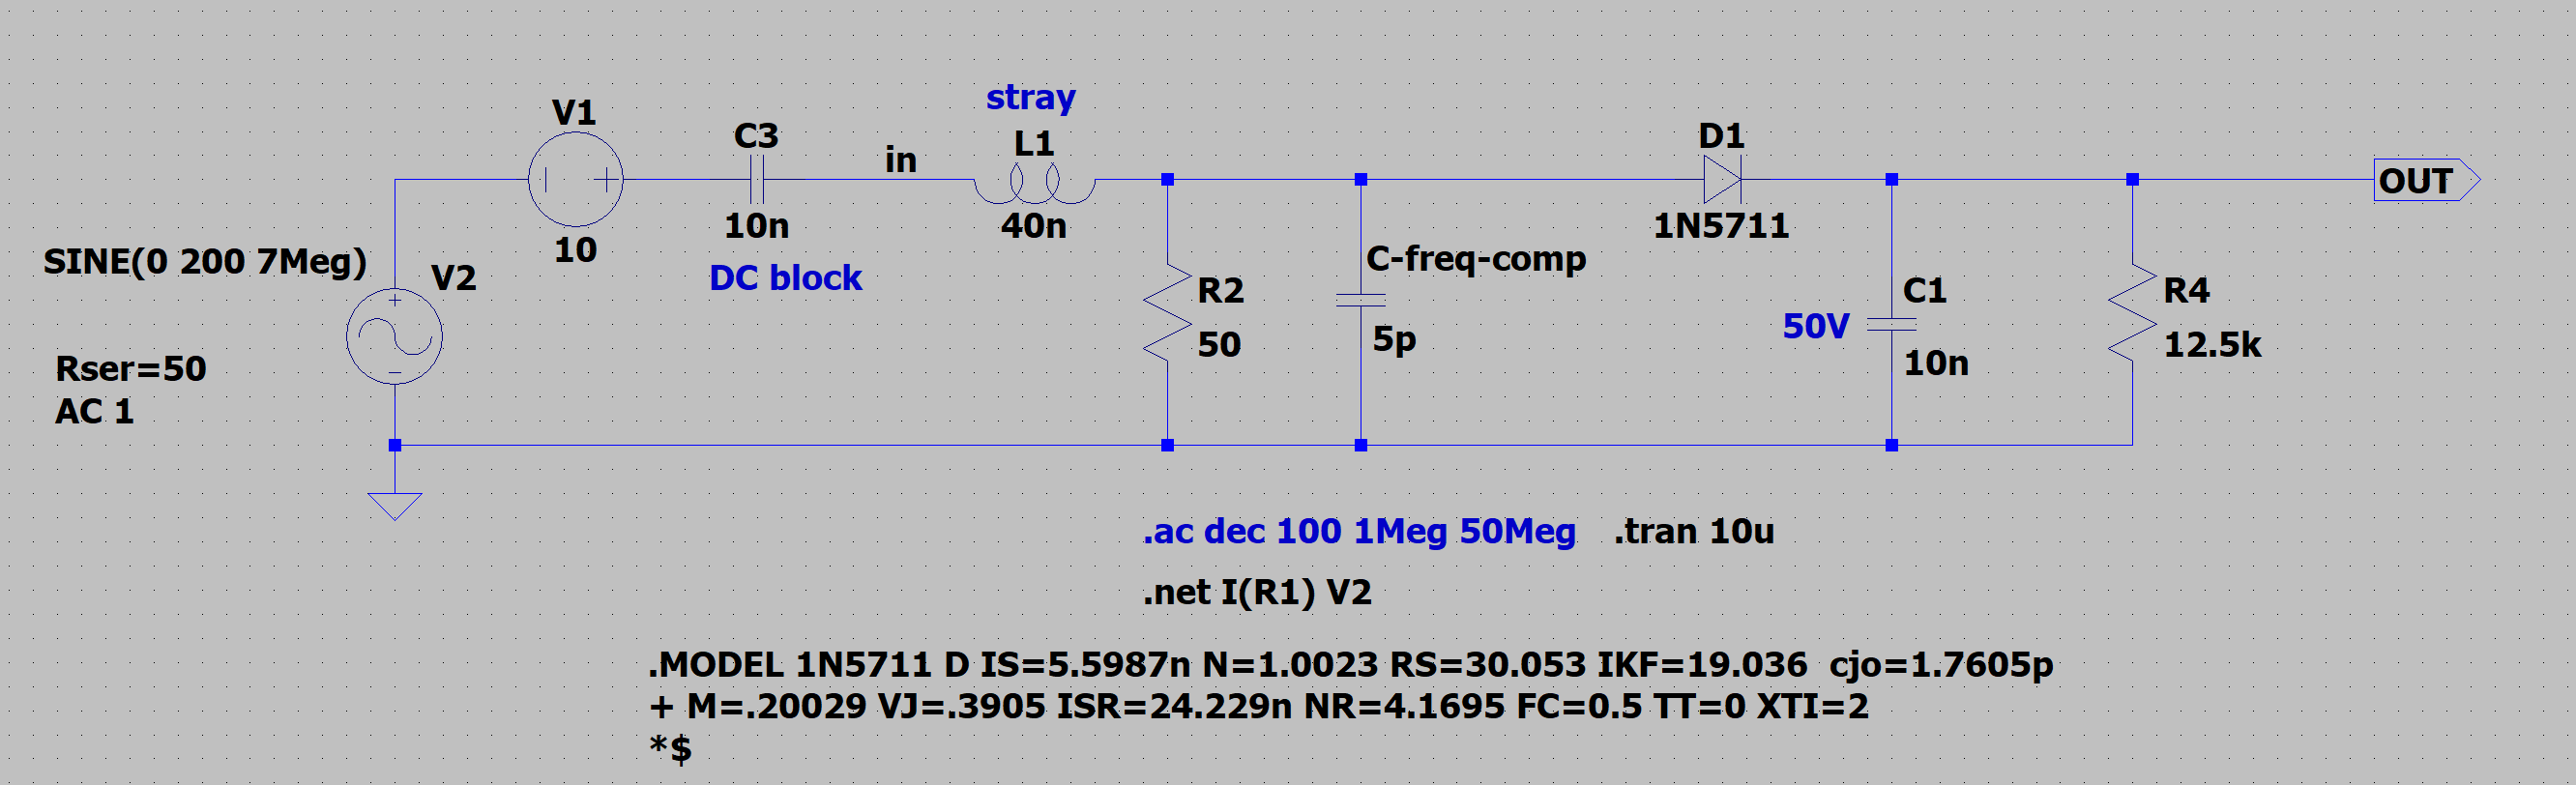 stray
V1
C3
L1
D1
in
OUT
10
10n
40n
1N5711
SINE(0 200 7Meg)
V2
DC block
C-freq-comp
R2
50
5p
50V
C1
10n
R4
12.5k
Rser=50
AC 1
.ac dec 100 1Meg 50Meg .tran 10u
.net I(R1) V2
.MODEL 1N5711 D IS=5.5987n N=1.0023 RS=30.053 IKF=19.036 cjo=1.7605p
+ M=.20029 VJ=.3905 ISR=24.229n NR=4.1695 FC=0.5 TT=0 XTI=2
*$